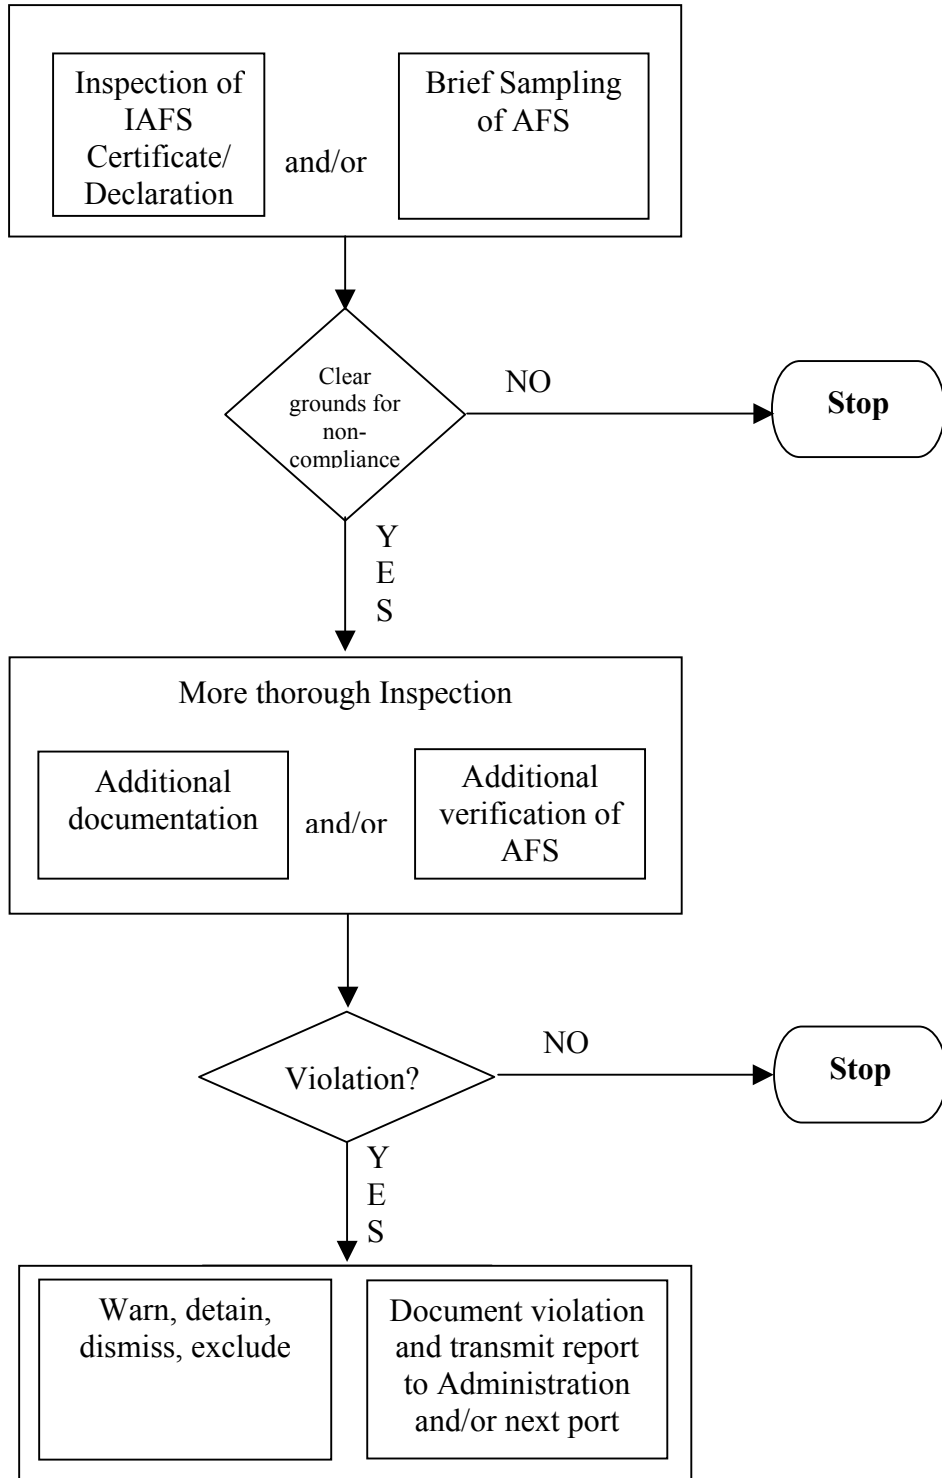 Inspection of
IAFS
Certificate/
Declaration
and/or
Brief Sampling
of AFS
Clear
grounds for
non-
compliance
NO
Stop
Y
E
S
More thorough Inspection
Additional
documentation
and/or
Additional
verification of
AFS
Violation?
NO
Stop
Y
E
S
Warn, detain,
dismiss, exclude
Document violation
and transmit report
to Administration
and/or next port